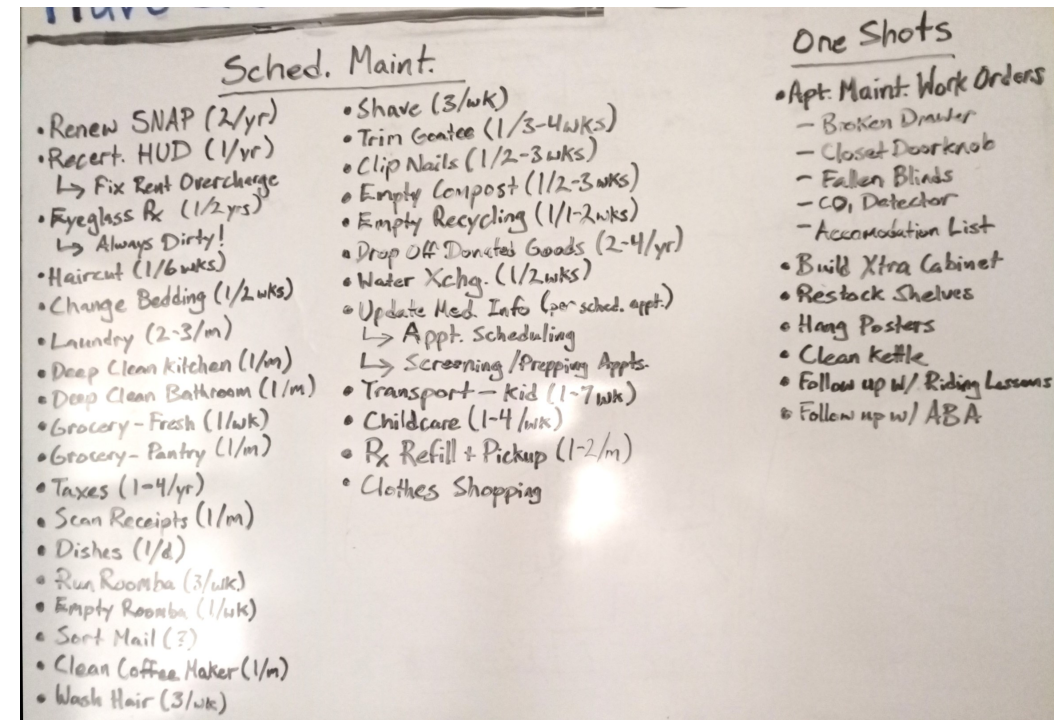 Sched. Maint.
• Renew SNAP (2/yr)
• Recert. HUD (1/yr)
↳ Fix Rent Overcharge
• Eyeglass Rx (1/2yrs)
↳ Always Dirty!
• Haircut (1/6wks)
• Change Bedding (1/2wks)
• Laundry (2-3/m)
• Deep Clean Kitchen (1/m)
• Deep Clean Bathroom (1/m)
• Grocery - Fresh (1/wk)
• Grocery - Pantry (1/m)
• Taxes (1-4/yr)
• Scan Receipts (1/m)
• Dishes (1/d)
• Run Roomba (3/wk)
• Empty Roomba (1/wk)
• Sort Mail (?)
• Clean Coffee Maker (1/m)
• Wash Hair (3/wk)
• Shave (3/wk)
• Trim Goatee (1/3-4wks)
• Clip Nails (1/2-3wks)
• Empty Compost (1/2-3wks)
• Empty Recycling (1/1-2wks)
• Drop Off Donated Goods (2-4/yr)
• Water Xchg. (1/2wks)
• Update Med. Info (per sched. appt.)
↳ Appt. Scheduling
↳ Screening/Prepping Appts.
• Transport - Kid (1-7/wk)
• Childcare (1-4/wk)
• Rx Refill + Pickup (1-2/m)
• Clothes Shopping
One Shots
• Apt. Maint. Work Orders
- Broken Drawer
- Closet Doorknob
- Fallen Blinds
- CO, Detector
- Accomodation List
• Build Xtra Cabinet
• Restock Shelves
• Hang Posters
• Clean Kettle
• Follow up w/ Riding Lessons
• Follow up w/ ABA